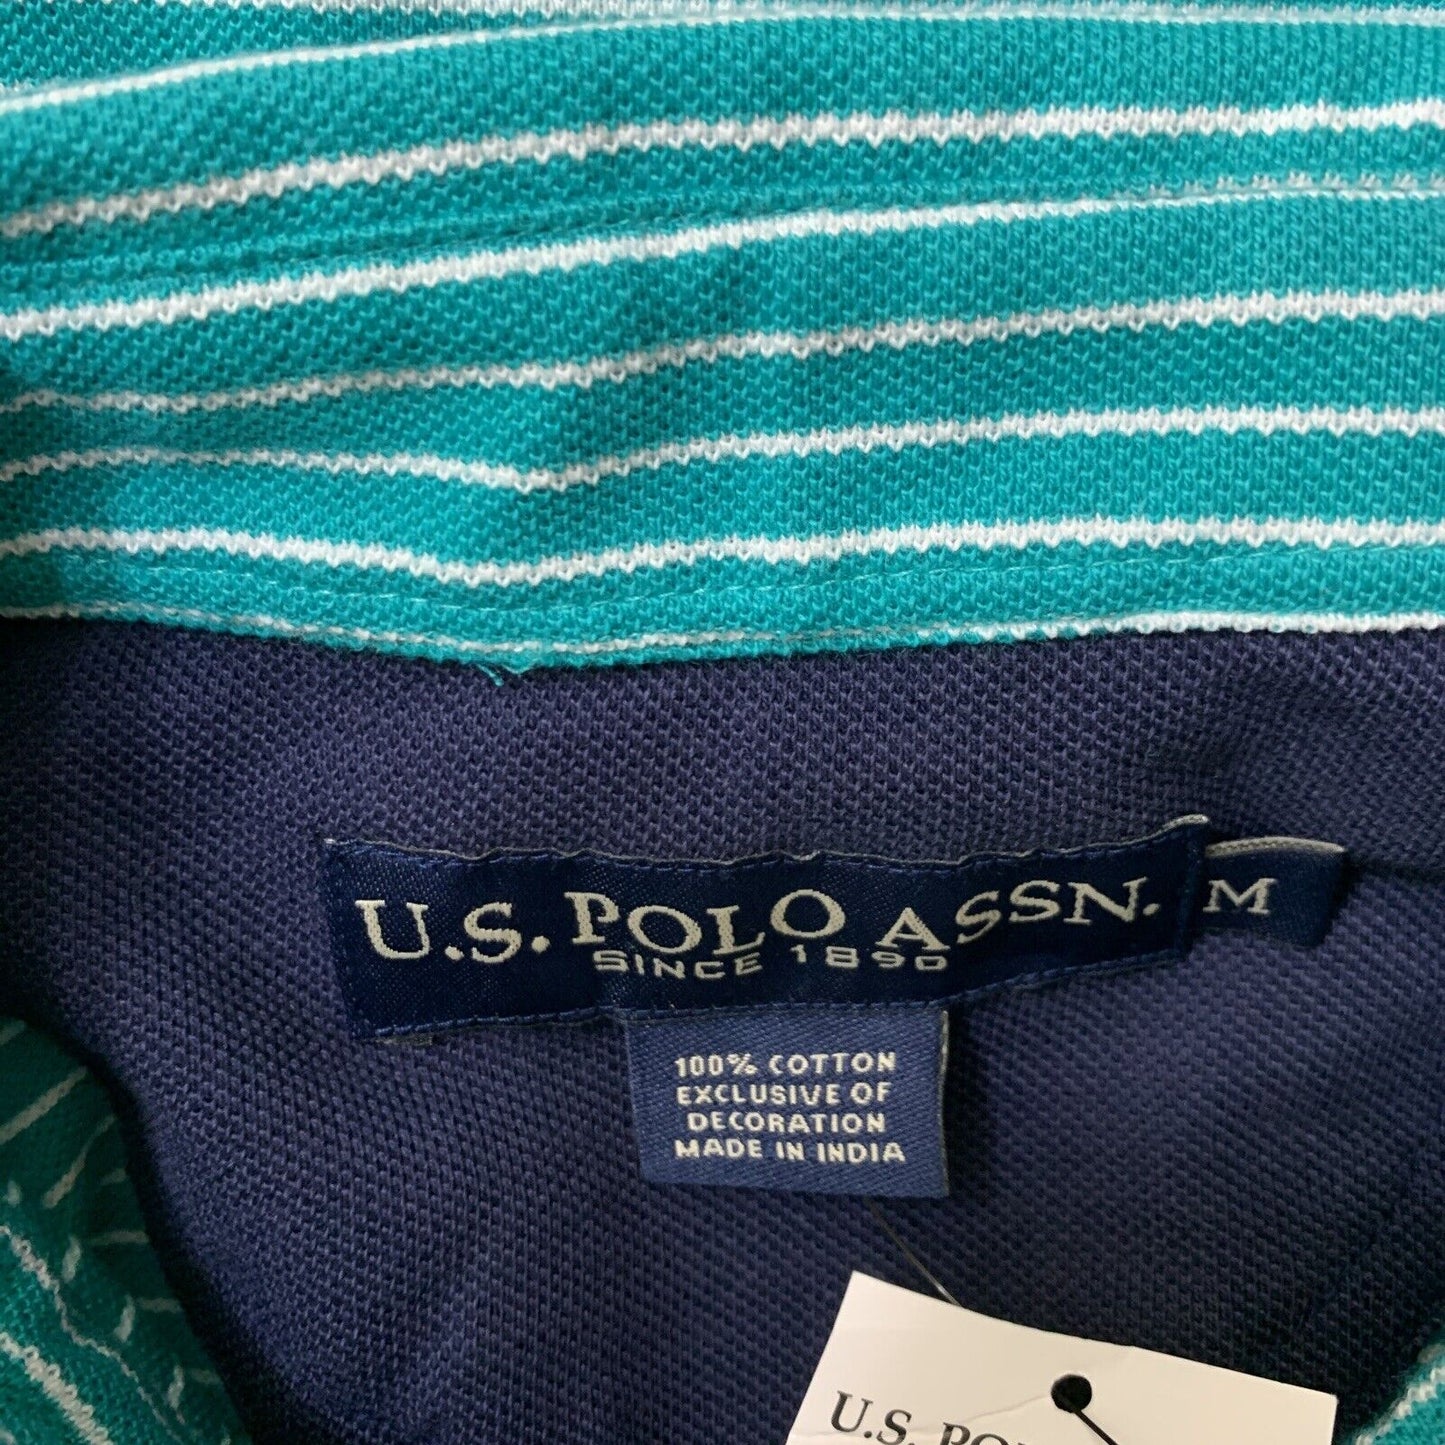 U.S. POLO ASSN.
SINCE 1890
M
100% COTTON
EXCLUSIVE OF
DECORATION
MADE IN INDIA
U.S.